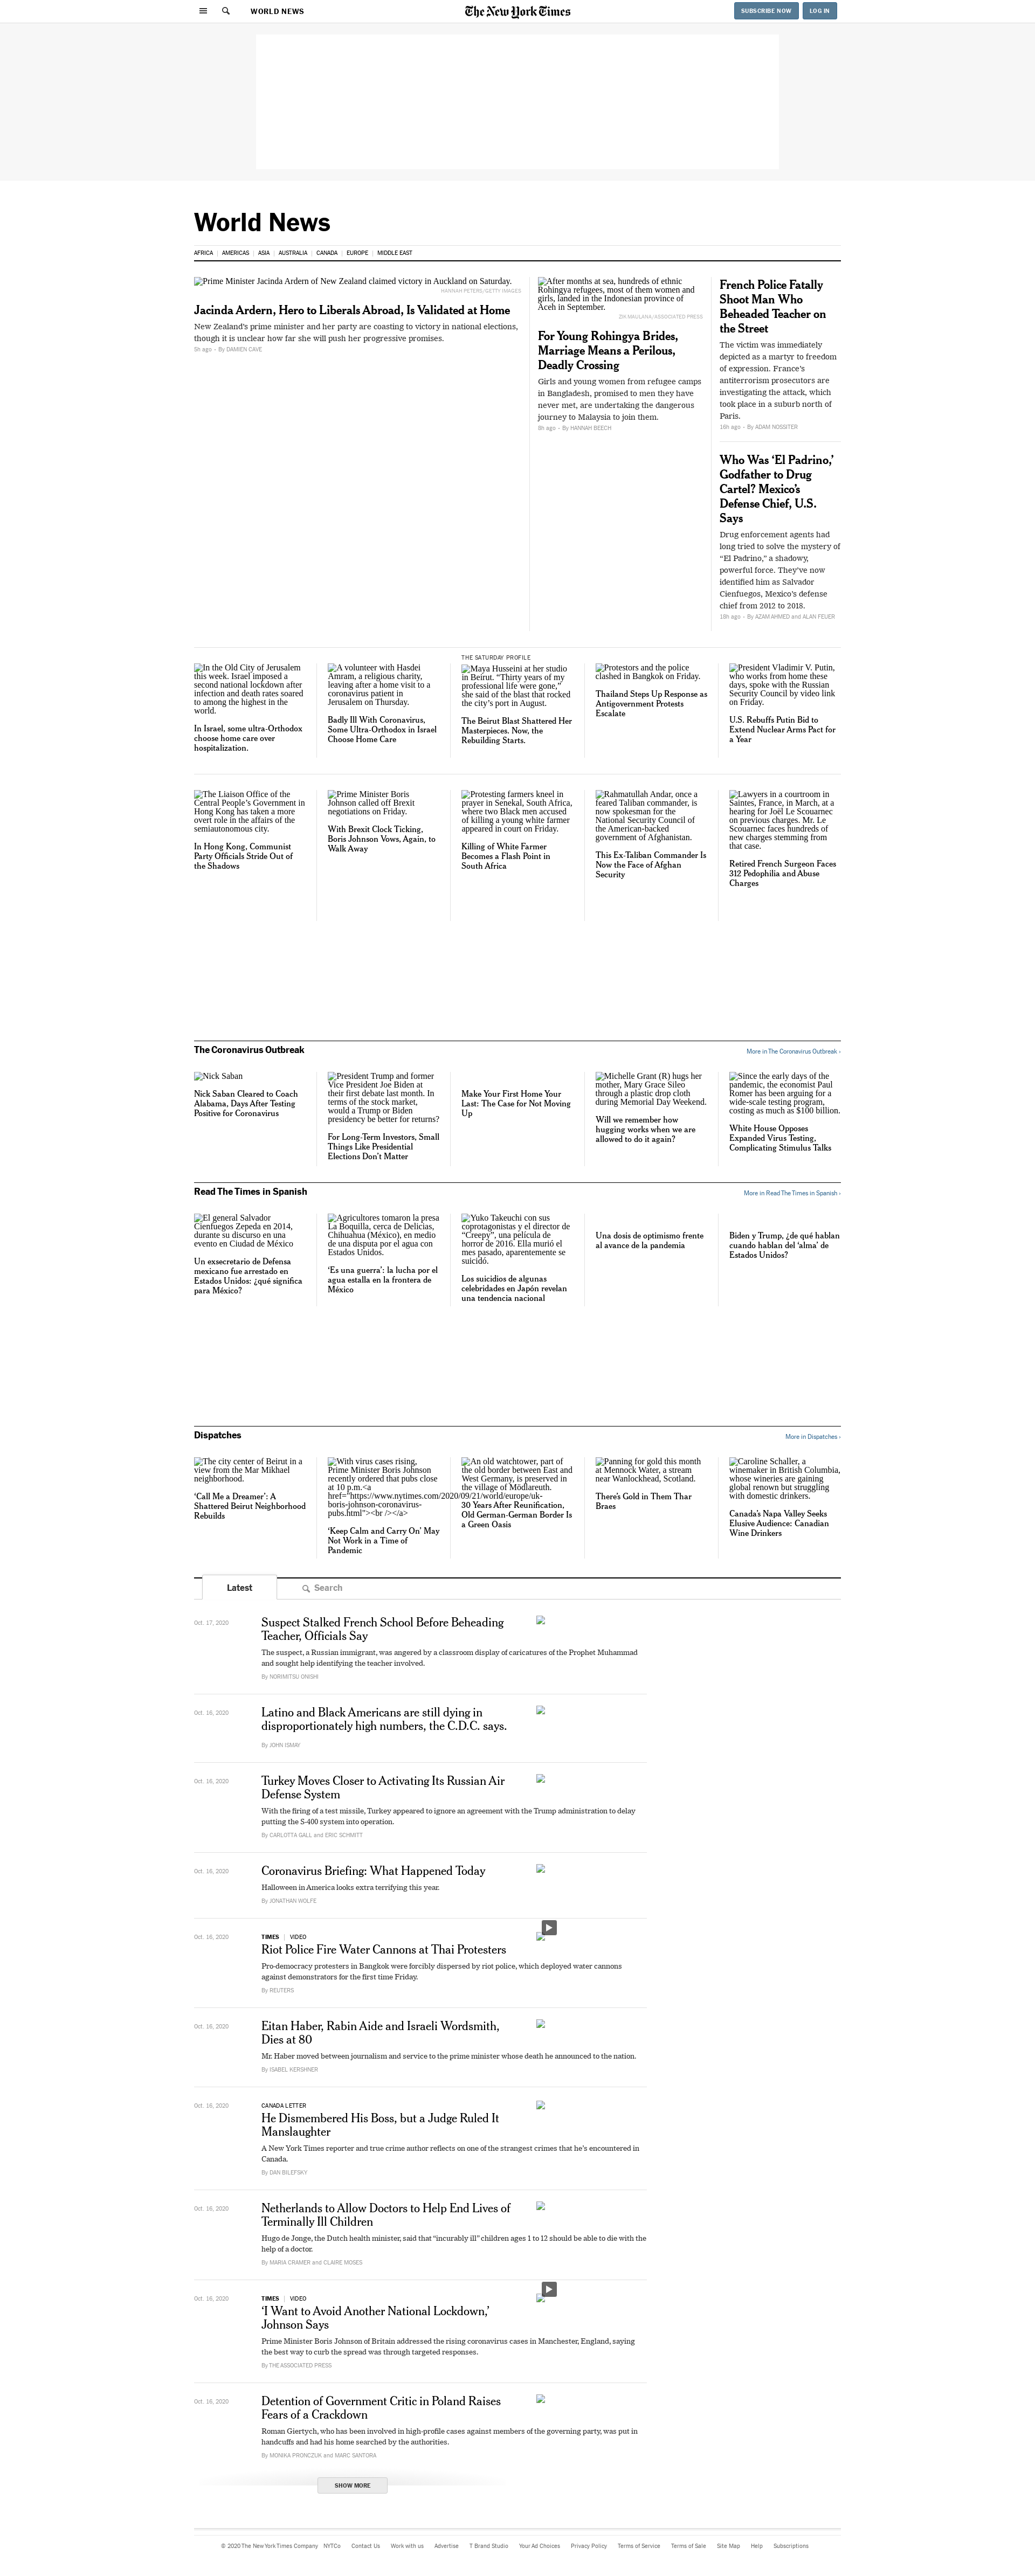 WORLD NEWS
The New York Times
SUBSCRIBE NOW
LOG IN
World News
AFRICA
AMERICAS
ASIA
AUSTRALIA
CANADA
EUROPE
MIDDLE EAST
Prime Minister Jacinda Ardern of New Zealand claimed victory in Auckland on Saturday.
HANNAH PETERS/GETTY IMAGES
Jacinda Ardern, Hero to Liberals Abroad, Is Validated at Home
New Zealand's prime minister and her party are coasting to victory in national elections,
though it is unclear how far she will push her progressive promises.
5h ago - By DAMIEN CAVE
After months at sea, hundreds of ethnic
Rohingya refugees, most of them women and
girls, landed in the Indonesian province of
Aceh in September.
ZIK MAULANA/ASSOCIATED PRESS
For Young Rohingya Brides,
Marriage Means a Perilous,
Deadly Crossing
Girls and young women from refugee camps
in Bangladesh, promised to men they have
never met, are undertaking the dangerous
journey to Malaysia to join them.
8h ago - By HANNAH BEECH
French Police Fatally
Shoot Man Who
Beheaded Teacher on
the Street
The victim was immediately
depicted as a martyr to freedom
of expression. France's
antiterrorism prosecutors are
investigating the attack, which
took place in a suburb north of
Paris.
16h ago - By ADAM NOSSITER
Who Was ‘El Padrino,’
Godfather to Drug
Cartel? Mexico’s
Defense Chief, U.S.
Says
Drug enforcement agents had
long tried to solve the mystery of
“El Padrino,” a shadowy,
powerful force. They’ve now
identified him as Salvador
Cienfuegos, Mexico’s defense
chief from 2012 to 2018.
18h ago - By AZAM AHMED and ALAN FEUER
In the Old City of Jerusalem
this week. Israel imposed a
second national lockdown after
infection and death rates soared
to among the highest in the
world.
In Israel, some ultra-Orthodox
choose home care over
hospitalization.
A volunteer with Hasdei
Amram, a religious charity,
leaving after a home visit to a
coronavirus patient in
Jerusalem on Thursday.
Badly Ill With Coronavirus,
Some Ultra-Orthodox in Israel
Choose Home Care
THE SATURDAY PROFILE
Maya Husseini at her studio
in Beirut. “Thirty years of my
professional life were gone,”
she said of the blast that rocked
the city’s port in August.
The Beirut Blast Shattered Her
Masterpieces. Now, the
Rebuilding Starts.
Protestors and the police
clashed in Bangkok on Friday.
Thailand Steps Up Response as
Antigovernment Protests
Escalate
President Vladimir V. Putin,
who works from home these
days, spoke with the Russian
Security Council by video link
on Friday.
U.S. Rebuffs Putin Bid to
Extend Nuclear Arms Pact for
a Year
The Liaison Office of the
Central People’s Government in
Hong Kong has taken a more
overt role in the affairs of the
semiautonomous city.
In Hong Kong, Communist
Party Officials Stride Out of
the Shadows
Prime Minister Boris
Johnson called off Brexit
negotiations on Friday.
With Brexit Clock Ticking,
Boris Johnson Vows, Again, to
Walk Away
Protesting farmers kneel in
prayer in Senekal, South Africa,
where two Black men accused
of killing a young white farmer
appeared in court on Friday.
Killing of White Farmer
Becomes a Flash Point in
South Africa
Rahmatullah Andar, once a
feared Taliban commander, is
now spokesman for the
National Security Council of
the American-backed
government of Afghanistan.
This Ex-Taliban Commander Is
Now the Face of Afghan
Security
Lawyers in a courtroom in
Saintes, France, in March, at a
hearing for Joël Le Scouarnec
on previous charges. Mr. Le
Scouarnec faces hundreds of
new charges stemming from
that case.
Retired French Surgeon Faces
312 Pedophilia and Abuse
Charges
The Coronavirus Outbreak
More in The Coronavirus Outbreak ›
Nick Saban
Nick Saban Cleared to Coach
Alabama, Days After Testing
Positive for Coronavirus
President Trump and former
Vice President Joe Biden at
their first debate last month. In
terms of the stock market,
would a Trump or Biden
presidency be better for returns?
For Long-Term Investors, Small
Things Like Presidential
Elections Don’t Matter
Make Your First Home Your
Last: The Case for Not Moving
Up
Michelle Grant (R) hugs her
mother, Mary Grace Sileo
through a plastic drop cloth
during Memorial Day Weekend.
Will we remember how
hugging works when we are
allowed to do it again?
Since the early days of the
pandemic, the economist Paul
Romer has been arguing for a
wide-scale testing program,
costing as much as $100 billion.
White House Opposes
Expanded Virus Testing,
Complicating Stimulus Talks
Read The Times in Spanish
More in Read The Times in Spanish ›
El general Salvador
Cienfuegos Zepeda en 2014,
durante su discurso en una
evento en Ciudad de México
Un exsecretario de Defensa
mexicano fue arrestado en
Estados Unidos: ¿qué significa
para México?
Agricultores tomaron la presa
La Boquilla, cerca de Delicias,
Chihuahua (México), en medio
de una disputa por el agua con
Estados Unidos.
‘Es una guerra’: la lucha por el
agua estalla en la frontera de
México
Yuko Takeuchi con sus
coprotagonistas y el director de
“Creepy”, una película de
horror de 2016. Ella murió el
mes pasado, aparentemente se
suicidó.
Los suicidios de algunas
celebridades en Japón revelan
una tendencia nacional
Una dosis de optimismo frente
al avance de la pandemia
Biden y Trump, ¿de qué hablan
cuando hablan del ‘alma’ de
Estados Unidos?
Dispatches
More in Dispatches ›
The city center of Beirut in a
view from the Mar Mikhael
neighborhood.
‘Call Me a Dreamer’: A
Shattered Beirut Neighborhood
Rebuilds
With virus cases rising,
Prime Minister Boris Johnson
recently ordered that pubs close
at 10 p.m.<a
href="https://www.nytimes.com/2020/09/21/world/europe/uk-
boris-johnson-coronavirus-
pubs.html"><br /></a>
‘Keep Calm and Carry On’ May
Not Work in a Time of
Pandemic
An old watchtower, part of
the old border between East and
West Germany, is preserved in
the village of Mödlareuth.
30 Years After Reunification,
Old German-German Border Is
a Green Oasis
Panning for gold this month
at Mennock Water, a stream
near Wanlockhead, Scotland.
There’s Gold in Them Thar
Braes
Caroline Schaller, a
winemaker in British Columbia,
whose wineries are gaining
global renown but struggling
with domestic drinkers.
Canada’s Napa Valley Seeks
Elusive Audience: Canadian
Wine Drinkers
Latest
Search
Oct. 17, 2020
Suspect Stalked French School Before Beheading
Teacher, Officials Say
The suspect, a Russian immigrant, was angered by a classroom display of caricatures of the Prophet Muhammad
and sought help identifying the teacher involved.
By NORIMITSU ONISHI
Oct. 16, 2020
Latino and Black Americans are still dying in
disproportionately high numbers, the C.D.C. says.
By JOHN ISMAY
Oct. 16, 2020
Turkey Moves Closer to Activating Its Russian Air
Defense System
With the firing of a test missile, Turkey appeared to ignore an agreement with the Trump administration to delay
putting the S-400 system into operation.
By CARLOTTA GALL and ERIC SCHMITT
Oct. 16, 2020
Coronavirus Briefing: What Happened Today
Halloween in America looks extra terrifying this year.
By JONATHAN WOLFE
Oct. 16, 2020
TIMES | VIDEO
Riot Police Fire Water Cannons at Thai Protesters
Pro-democracy protesters in Bangkok were forcibly dispersed by riot police, which deployed water cannons
against demonstrators for the first time Friday.
By REUTERS
Oct. 16, 2020
Eitan Haber, Rabin Aide and Israeli Wordsmith,
Dies at 80
Mr. Haber moved between journalism and service to the prime minister whose death he announced to the nation.
By ISABEL KERSHNER
Oct. 16, 2020
CANADA LETTER
He Dismembered His Boss, but a Judge Ruled It
Manslaughter
A New York Times reporter and true crime author reflects on one of the strangest crimes that he’s encountered in
Canada.
By DAN BILEFSKY
Oct. 16, 2020
Netherlands to Allow Doctors to Help End Lives of
Terminally Ill Children
Hugo de Jonge, the Dutch health minister, said that “incurably ill” children ages 1 to 12 should be able to die with the
help of a doctor.
By MARIA CRAMER and CLAIRE MOSES
Oct. 16, 2020
TIMES | VIDEO
‘I Want to Avoid Another National Lockdown,’
Johnson Says
Prime Minister Boris Johnson of Britain addressed the rising coronavirus cases in Manchester, England, saying
the best way to curb the spread was through targeted responses.
By THE ASSOCIATED PRESS
Oct. 16, 2020
Detention of Government Critic in Poland Raises
Fears of a Crackdown
Roman Giertych, who has been involved in high-profile cases against members of the governing party, was put in
handcuffs and had his home searched by the authorities.
By MONIKA PRONCZUK and MARC SANTORA
SHOW MORE
© 2020 The New York Times Company
NYTCo
Contact Us
Work with us
Advertise
T Brand Studio
Your Ad Choices
Privacy Policy
Terms of Service
Terms of Sale
Site Map
Help
Subscriptions